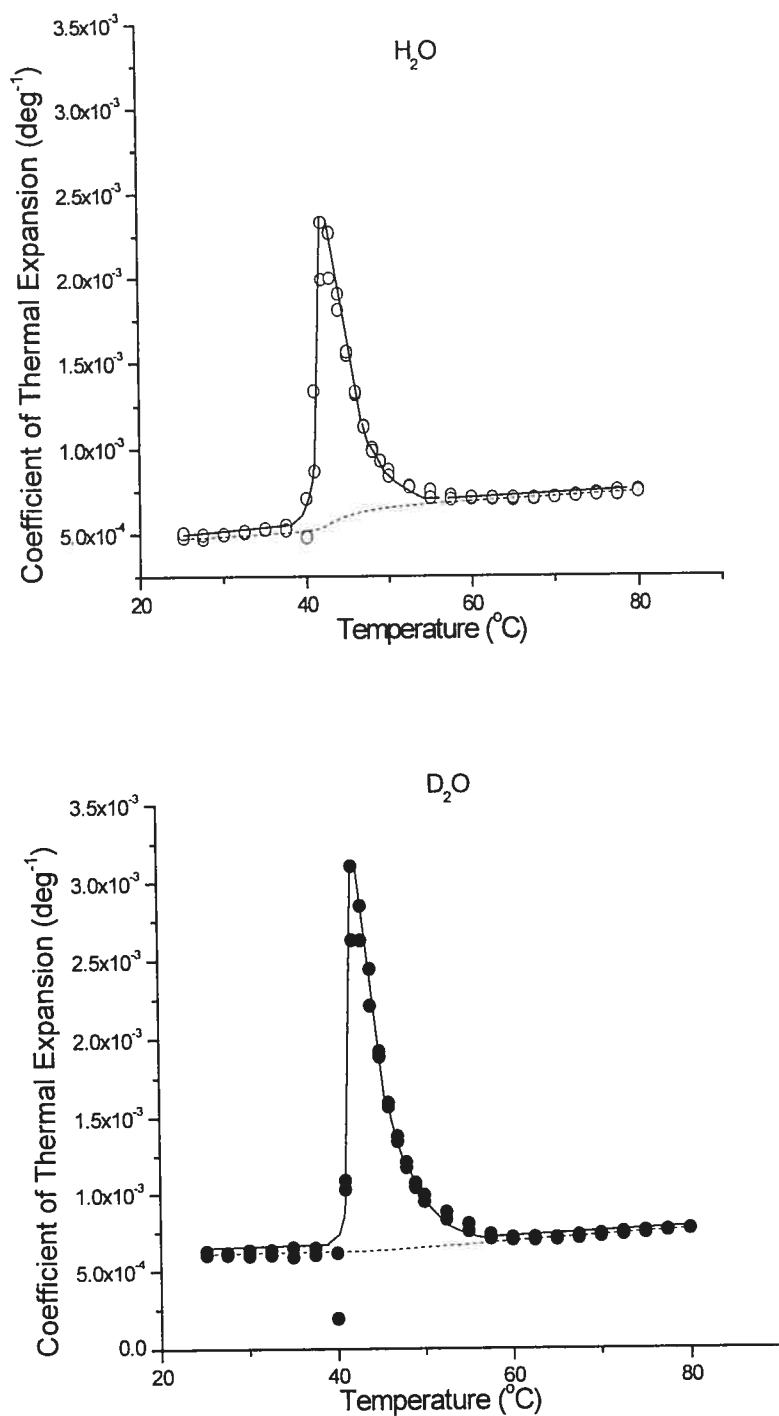 H₂O
Coefficient of Thermal Expansion (deg⁻¹)
3.5x10⁻³
3.0x10⁻³
2.5x10⁻³
2.0x10⁻³
1.5x10⁻³
1.0x10⁻³
5.0x10⁻⁴
20 40 60 80
Temperature (°C)
D₂O
Coefficient of Thermal Expansion (deg⁻¹)
3.5x10⁻³
3.0x10⁻³
2.5x10⁻³
2.0x10⁻³
1.5x10⁻³
1.0x10⁻³
5.0x10⁻⁴
0.0
20 40 60 80
Temperature (°C)